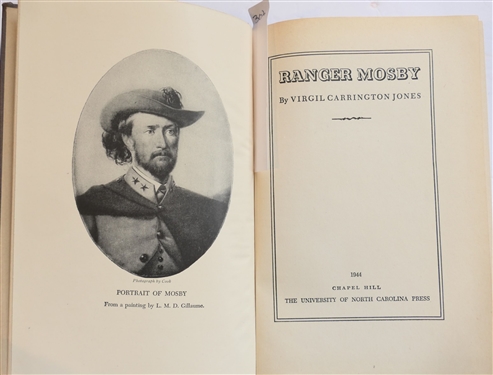 Photograph by Cook
PORTRAIT OF MOSBY
From a painting by L. M. D. Gillaume.
RANGER MOSBY
By VIRGIL CARRINGTON JONES
1944
CHAPEL HILL
THE UNIVERSITY OF NORTH CAROLINA PRESS